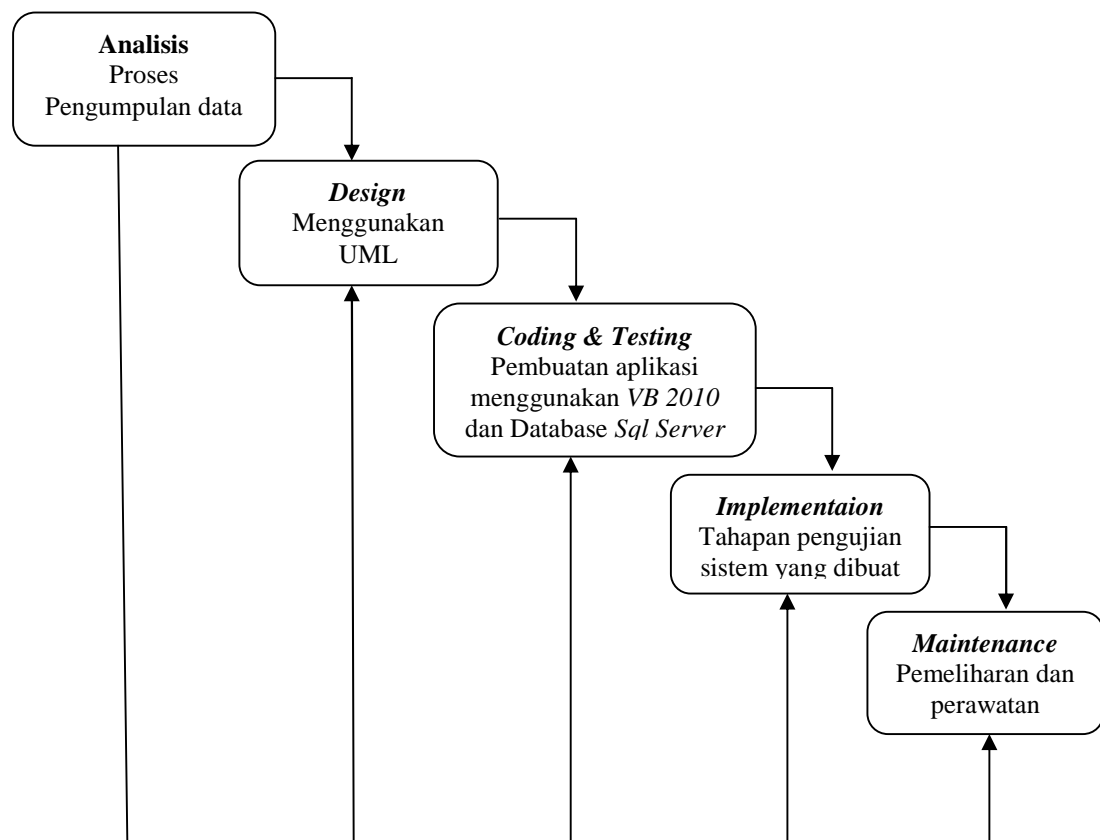 Analisis
Proses
Pengumpulan data
Design
Menggunakan
UML
Coding & Testing
Pembuatan aplikasi
menggunakan VB 2010
dan Database Sql Server
Implementaion
Tahapan pengujian
sistem yang dibuat
Maintenance
Pemeliharan dan
perawatan